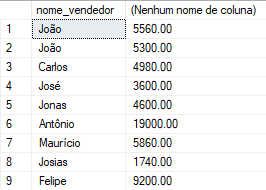 nome_vendedor (Nenhum nome de coluna)
1 João 5560.00
2 João 5300.00
3 Carlos 4980.00
4 José 3600.00
5 Jonas 4600.00
6 Antônio 19000.00
7 Maurício 5860.00
8 Josias 1740.00
9 Felipe 9200.00